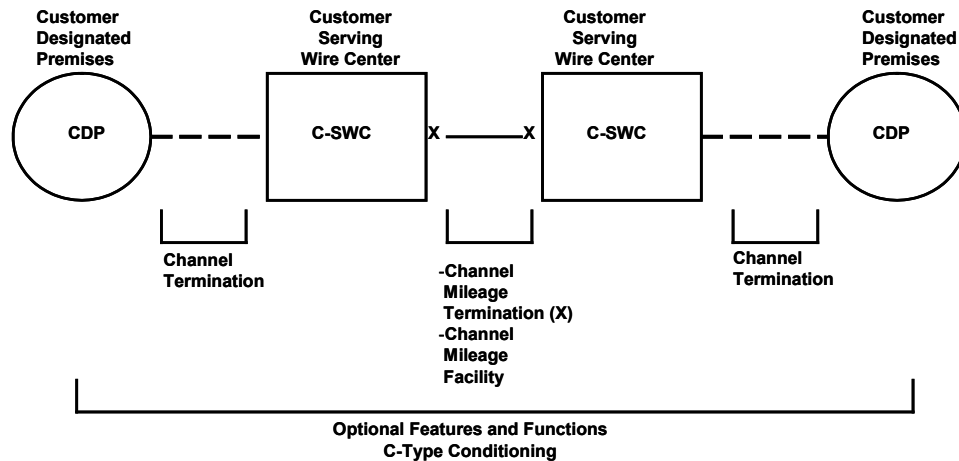 Customer
Designated
Premises
Customer
Serving
Wire Center
Customer
Serving
Wire Center
Customer
Designated
Premises
CDP
C-SWC
X
X
C-SWC
CDP
Channel
Termination
-Channel
Mileage
Termination (X)
-Channel
Mileage
Facility
Channel
Termination
Optional Features and Functions
C-Type Conditioning